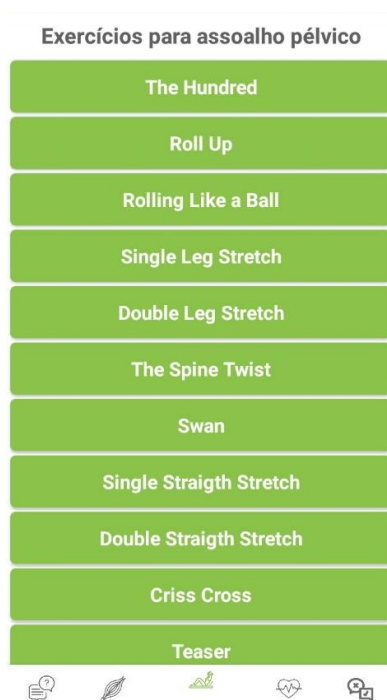 Exercícios para assoalho pélvico
The Hundred
Roll Up
Rolling Like a Ball
Single Leg Stretch
Double Leg Stretch
The Spine Twist
Swan
Single Straigth Stretch
Double Straigth Stretch
Criss Cross
Teaser